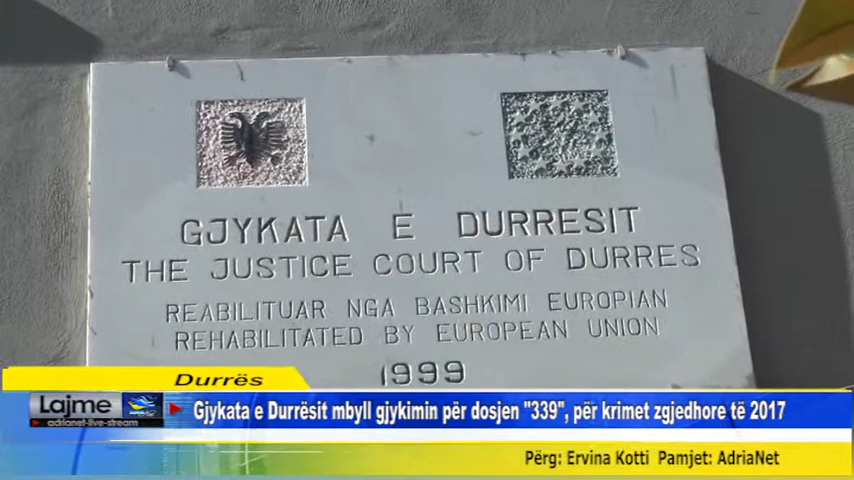 GJYKATA E DURRESIT
THE JUSTICE COURT OF DURRES
REABILITUAR NGA BASHKIMI EUROPIAN
REHABILITATED BY EUROPEAN UNION
1999
Durrës
Lajme
adrianet-live-stream
Gjykata e Durrësit mbyll gjykimin për dosjen "339", për krimet zgjedhore të 2017
Përg: Ervina Kotti Pamjet: AdriaNet